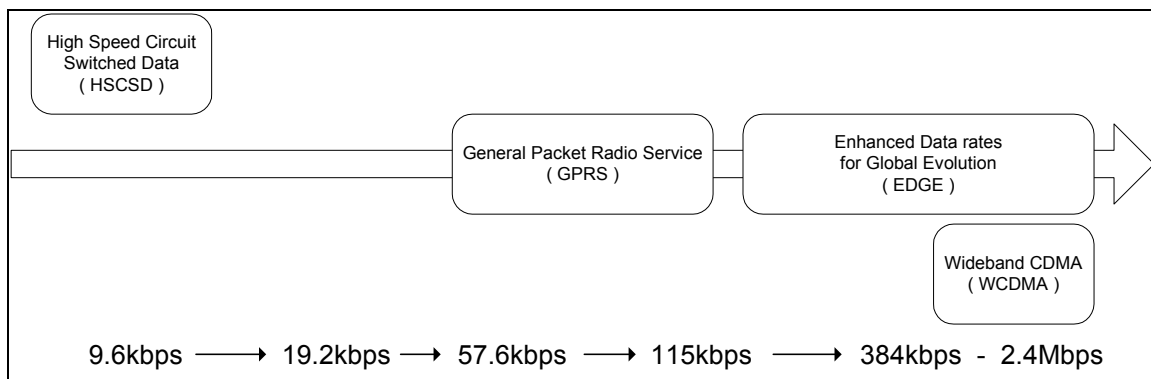 High Speed Circuit
Switched Data
( HSCSD )
General Packet Radio Service
( GPRS )
Enhanced Data rates
for Global Evolution
( EDGE )
Wideband CDMA
( WCDMA )
9.6kbps → 19.2kbps → 57.6kbps → 115kbps → 384kbps - 2.4Mbps